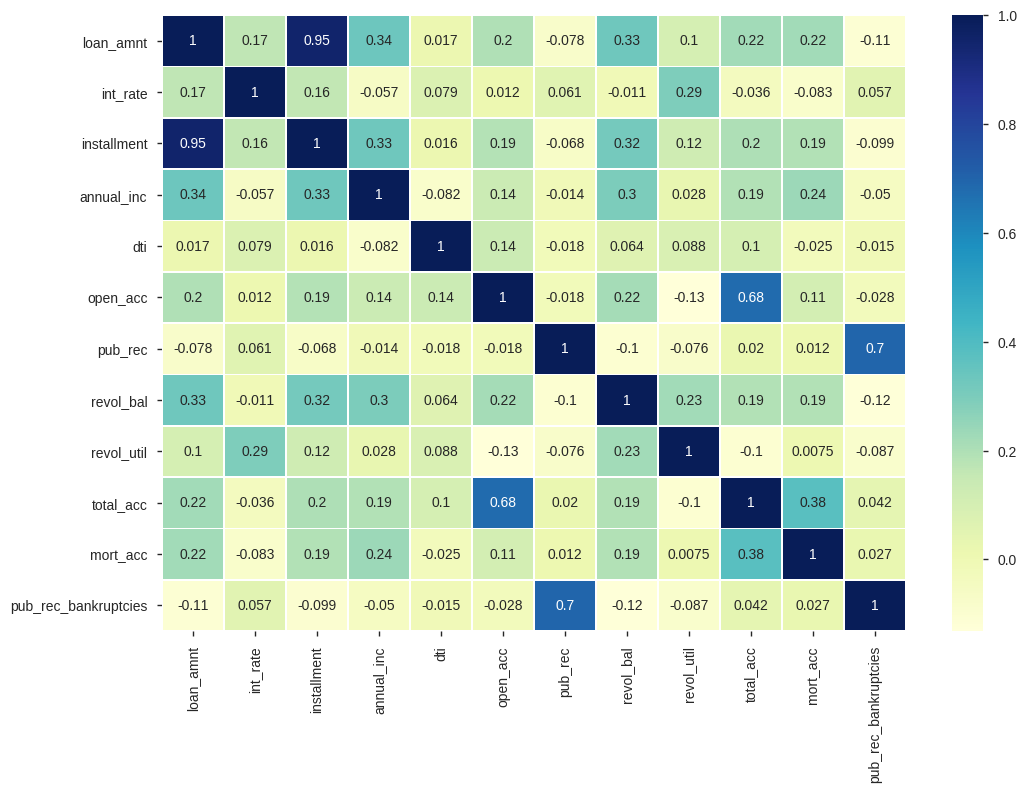 loan_amnt 1 0.17 0.95 0.34 0.017 0.2 -0.078 0.33 0.1 0.22 0.22 -0.11
int_rate 0.17 1 0.16 -0.057 0.079 0.012 0.061 -0.011 0.29 -0.036 -0.083 0.057
installment 0.95 0.16 1 0.33 0.016 0.19 -0.068 0.32 0.12 0.2 0.19 -0.099
annual_inc 0.34 -0.057 0.33 1 -0.082 0.14 -0.014 0.3 0.028 0.19 0.24 -0.05
dti 0.017 0.079 0.016 -0.082 1 0.14 -0.018 0.064 0.088 0.1 -0.025 -0.015
open_acc 0.2 0.012 0.19 0.14 0.14 1 -0.018 0.22 -0.13 0.68 0.11 -0.028
pub_rec -0.078 0.061 -0.068 -0.014 -0.018 -0.018 1 -0.1 -0.076 0.02 0.012 0.7
revol_bal 0.33 -0.011 0.32 0.3 0.064 0.22 -0.1 1 0.23 0.19 0.19 -0.12
revol_util 0.1 0.29 0.12 0.028 0.088 -0.13 -0.076 0.23 1 -0.1 0.0075 -0.087
total_acc 0.22 -0.036 0.2 0.19 0.1 0.68 0.02 0.19 -0.1 1 0.38 0.042
mort_acc 0.22 -0.083 0.19 0.24 -0.025 0.11 0.012 0.19 0.0075 0.38 1 0.027
pub_rec_bankruptcies -0.11 0.057 -0.099 -0.05 -0.015 -0.028 0.7 -0.12 -0.087 0.042 0.027 1
loan_amnt
int_rate
installment
annual_inc
dti
open_acc
pub_rec
revol_bal
revol_util
total_acc
mort_acc
pub_rec_bankruptcies
1.0
0.8
0.6
0.4
0.2
0.0